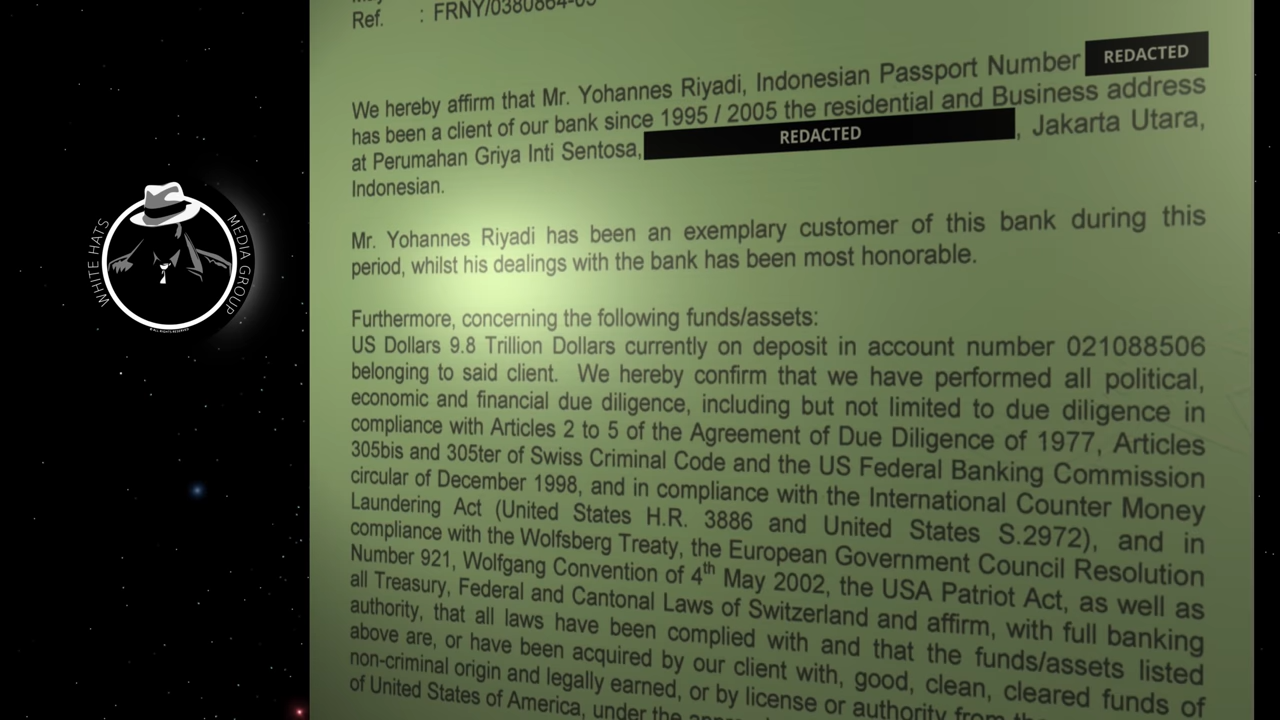 WHITE HATS
MEDIA GROUP
Ref. : FRNY/0380864-05
We hereby affirm that Mr. Yohannes Riyadi, Indonesian Passport Number REDACTED
has been a client of our bank since 1995 / 2005 the residential and Business address
at Perumahan Griya Inti Sentosa, REDACTED, Jakarta Utara,
Indonesian.
Mr. Yohannes Riyadi has been an exemplary customer of this bank during this
period, whilst his dealings with the bank has been most honorable.
Furthermore, concerning the following funds/assets:
US Dollars 9.8 Trillion Dollars currently on deposit in account number 021088506
belonging to said client. We hereby confirm that we have performed all political,
economic and financial due diligence, including but not limited to due diligence in
compliance with Articles 2 to 5 of the Agreement of Due Diligence of 1977, Articles
305bis and 305ter of Swiss Criminal Code and the US Federal Banking Commission
circular of December 1998, and in compliance with the International Counter Money
Laundering Act (United States H.R. 3886 and United States S.2972), and in
compliance with the Wolfsberg Treaty, the European Government Council Resolution
Number 921, Wolfgang Convention of 4th May 2002, the USA Patriot Act, as well as
all Treasury, Federal and Cantonal Laws of Switzerland and affirm, with full banking
authority, that all laws have been complied with and that the funds/assets listed
above are, or have been acquired by our client with, good, clean, cleared funds of
non-criminal origin and legally earned, or by license or authority from
of United States of America, under the